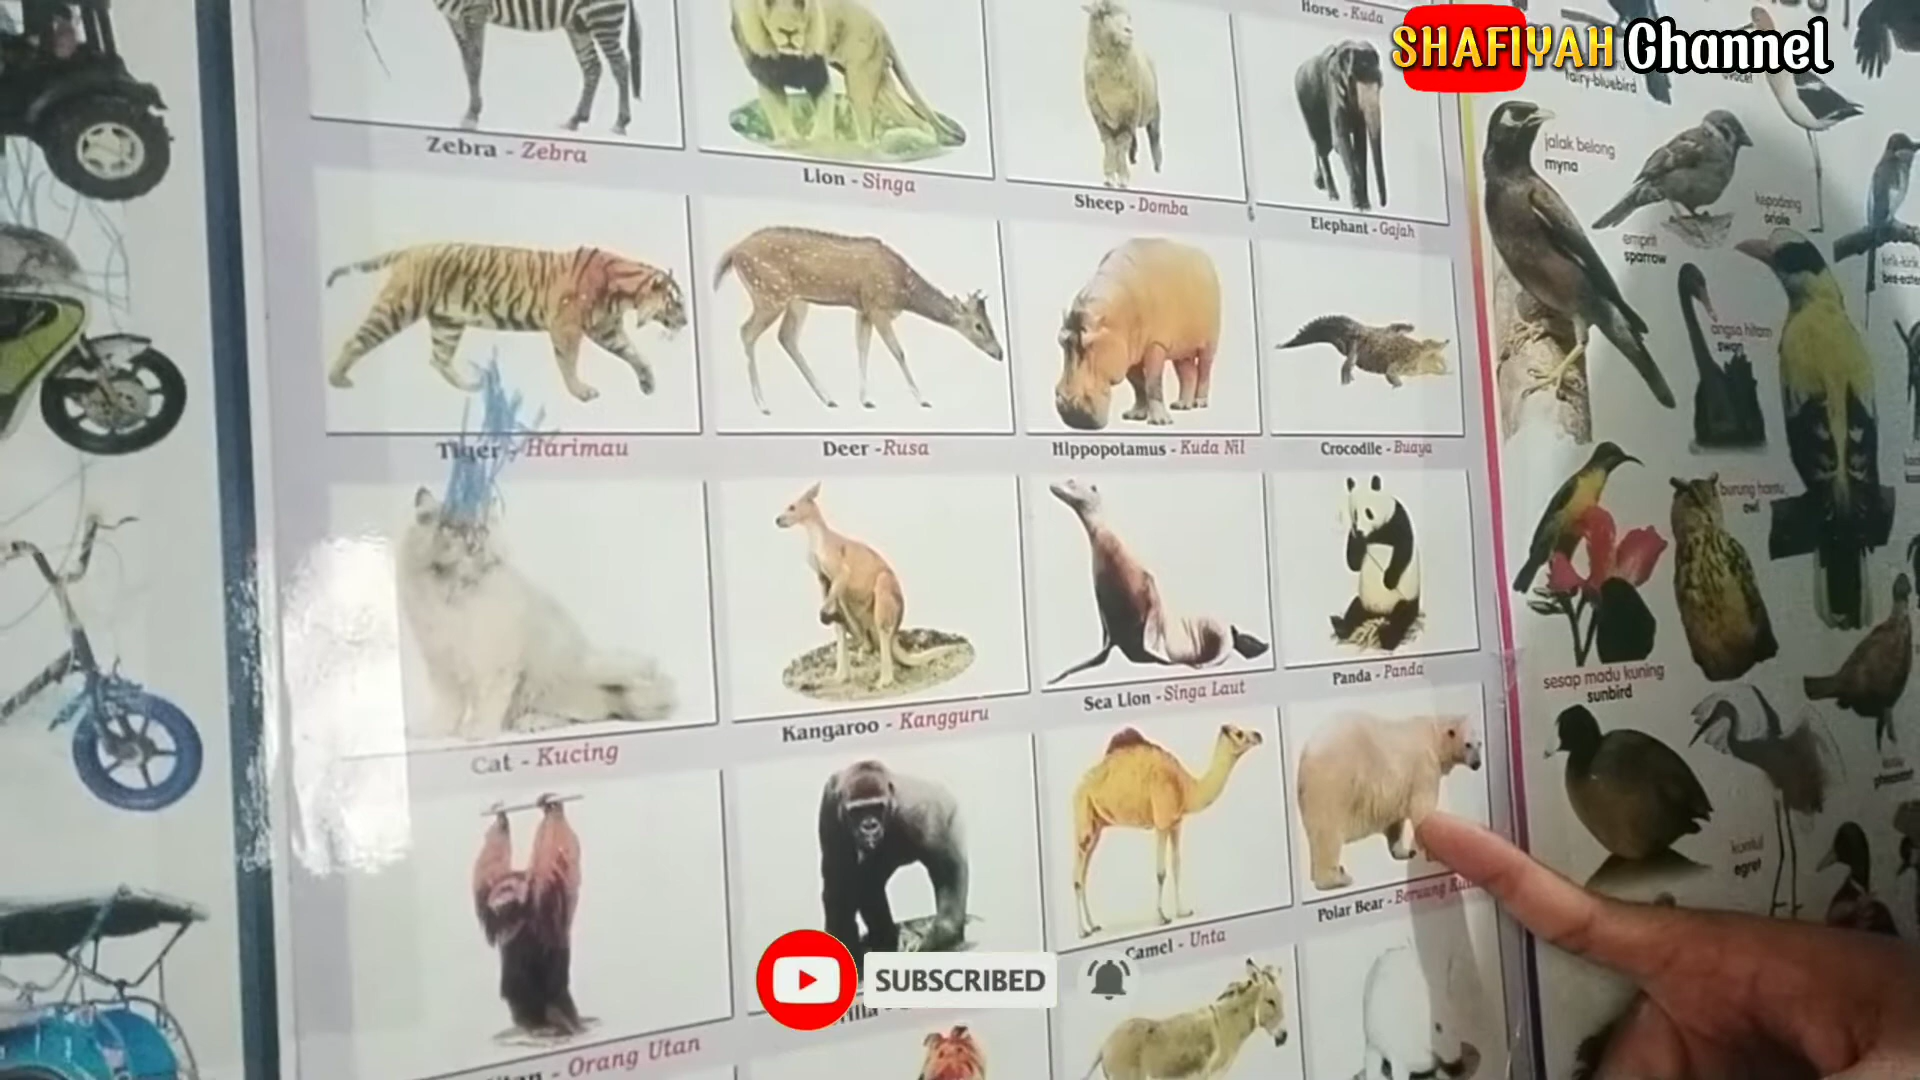 Horse - Kuda
SHAFIYAH Channel
fairy-bluebird
Zebra - Zebra
Lion - Singa
Sheep - Domba
Elephant - Gajah
jalak belong
myna
kepodang
oriole
emprit
sparrow
angsa hitam
swan
Tiger - Harimau
Deer - Rusa
Hippopotamus - Kuda Nil
Crocodile - Buaya
burung hantu
owl
Cat - Kucing
Kangaroo - Kangguru
Sea Lion - Singa Laut
Panda - Panda
sesap madu kuning
sunbird
pheasant
kuntul
egret
Camel - Unta
Polar Bear - Beruang
SUBSCRIBED
Orang Utan